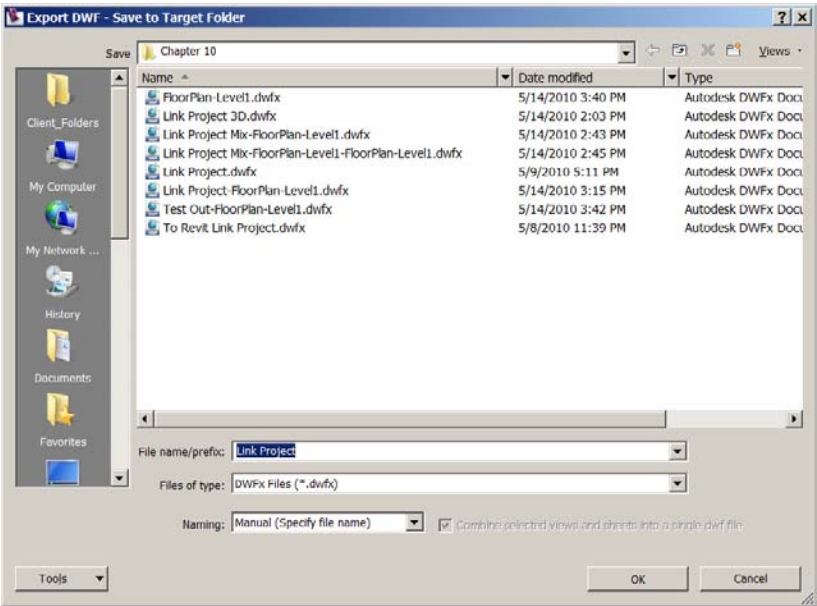 Export DWF - Save to Target Folder
Save Chapter 10 Views
Name Date modified Type
FloorPlan-Level1.dwfx 5/14/2010 3:40 PM Autodesk DWFx Docu
Link Project 3D.dwfx 5/14/2010 2:03 PM Autodesk DWFx Docu
Link Project Mix-FloorPlan-Level1.dwfx 5/14/2010 2:43 PM Autodesk DWFx Docu
Link Project Mix-FloorPlan-Level1-FloorPlan-Level1.dwfx 5/14/2010 2:45 PM Autodesk DWFx Docu
Link Project.dwfx 5/9/2010 5:11 PM Autodesk DWFx Docu
Link Project-FloorPlan-Level1.dwfx 5/14/2010 3:15 PM Autodesk DWFx Docu
Test Out-FloorPlan-Level1.dwfx 5/14/2010 3:42 PM Autodesk DWFx Docu
To Revit Link Project.dwfx 5/8/2010 11:39 PM Autodesk DWFx Docu
Client_Folders
My Computer
My Network ...
History
Documents
Favorites
File name/prefix: Link Project
Files of type: DWFx Files (*.dwfx)
Naming: Manual (Specify file name) Combine selected views and sheets into a single dwf file
Tools OK Cancel